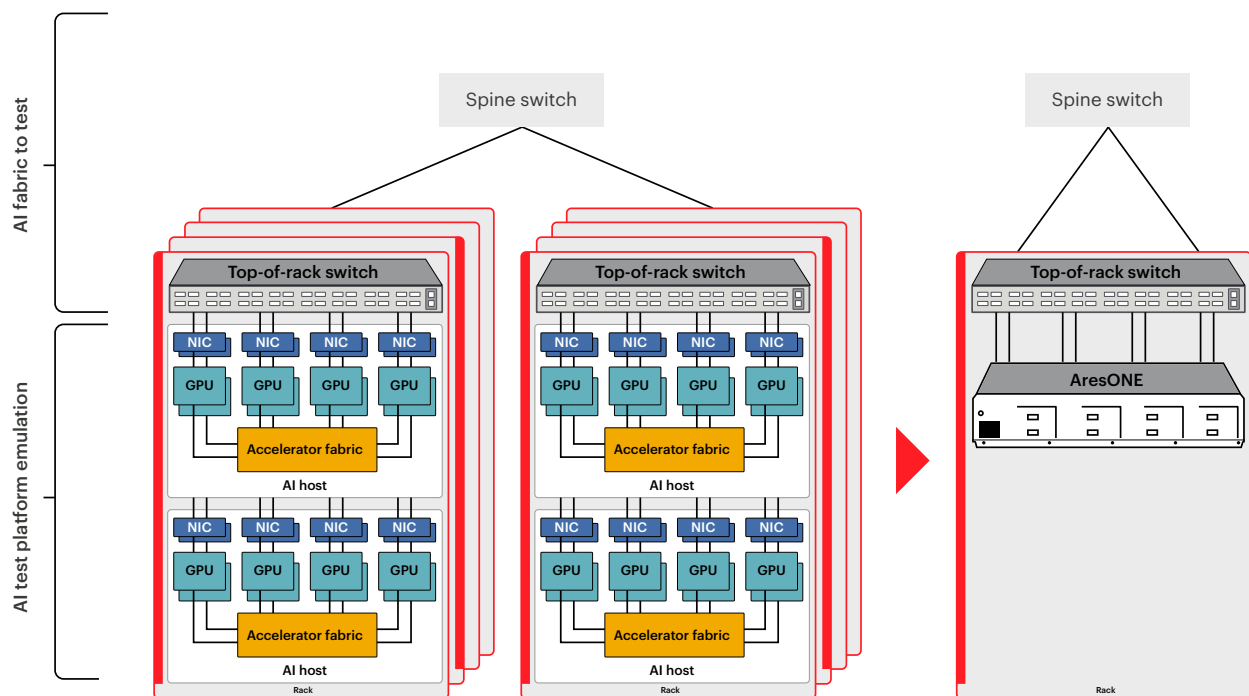 AI fabric to test
Spine switch
Spine switch
Top-of-rack switch
Top-of-rack switch
Top-of-rack switch
AI test platform emulation
NIC NIC NIC NIC
GPU GPU GPU GPU
Accelerator fabric
AI host
NIC NIC NIC NIC
GPU GPU GPU GPU
Accelerator fabric
AI host
Rack
NIC NIC NIC NIC
GPU GPU GPU GPU
Accelerator fabric
AI host
NIC NIC NIC NIC
GPU GPU GPU GPU
Accelerator fabric
AI host
Rack
AresONE
Rack